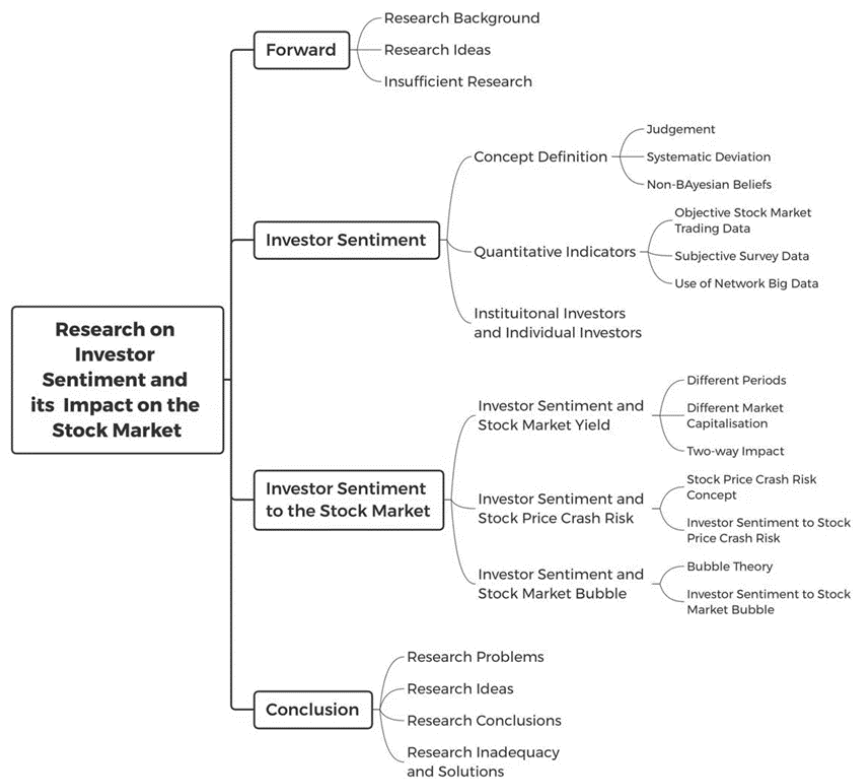 Research on
Investor
Sentiment and
its Impact on the
Stock Market
Forward
Research Background
Research Ideas
Insufficient Research
Investor Sentiment
Concept Definition
Judgement
Systematic Deviation
Non-BAyesian Beliefs
Quantitative Indicators
Objective Stock Market
Trading Data
Subjective Survey Data
Use of Network Big Data
Instituitonal Investors
and Individual Investors
Investor Sentiment
to the Stock Market
Investor Sentiment and
Stock Market Yield
Different Periods
Different Market
Capitalisation
Two-way Impact
Investor Sentiment and
Stock Price Crash Risk
Stock Price Crash Risk
Concept
Investor Sentiment to Stock
Price Crash Risk
Investor Sentiment and
Stock Market Bubble
Bubble Theory
Investor Sentiment to Stock
Market Bubble
Conclusion
Research Problems
Research Ideas
Research Conclusions
Research Inadequacy
and Solutions